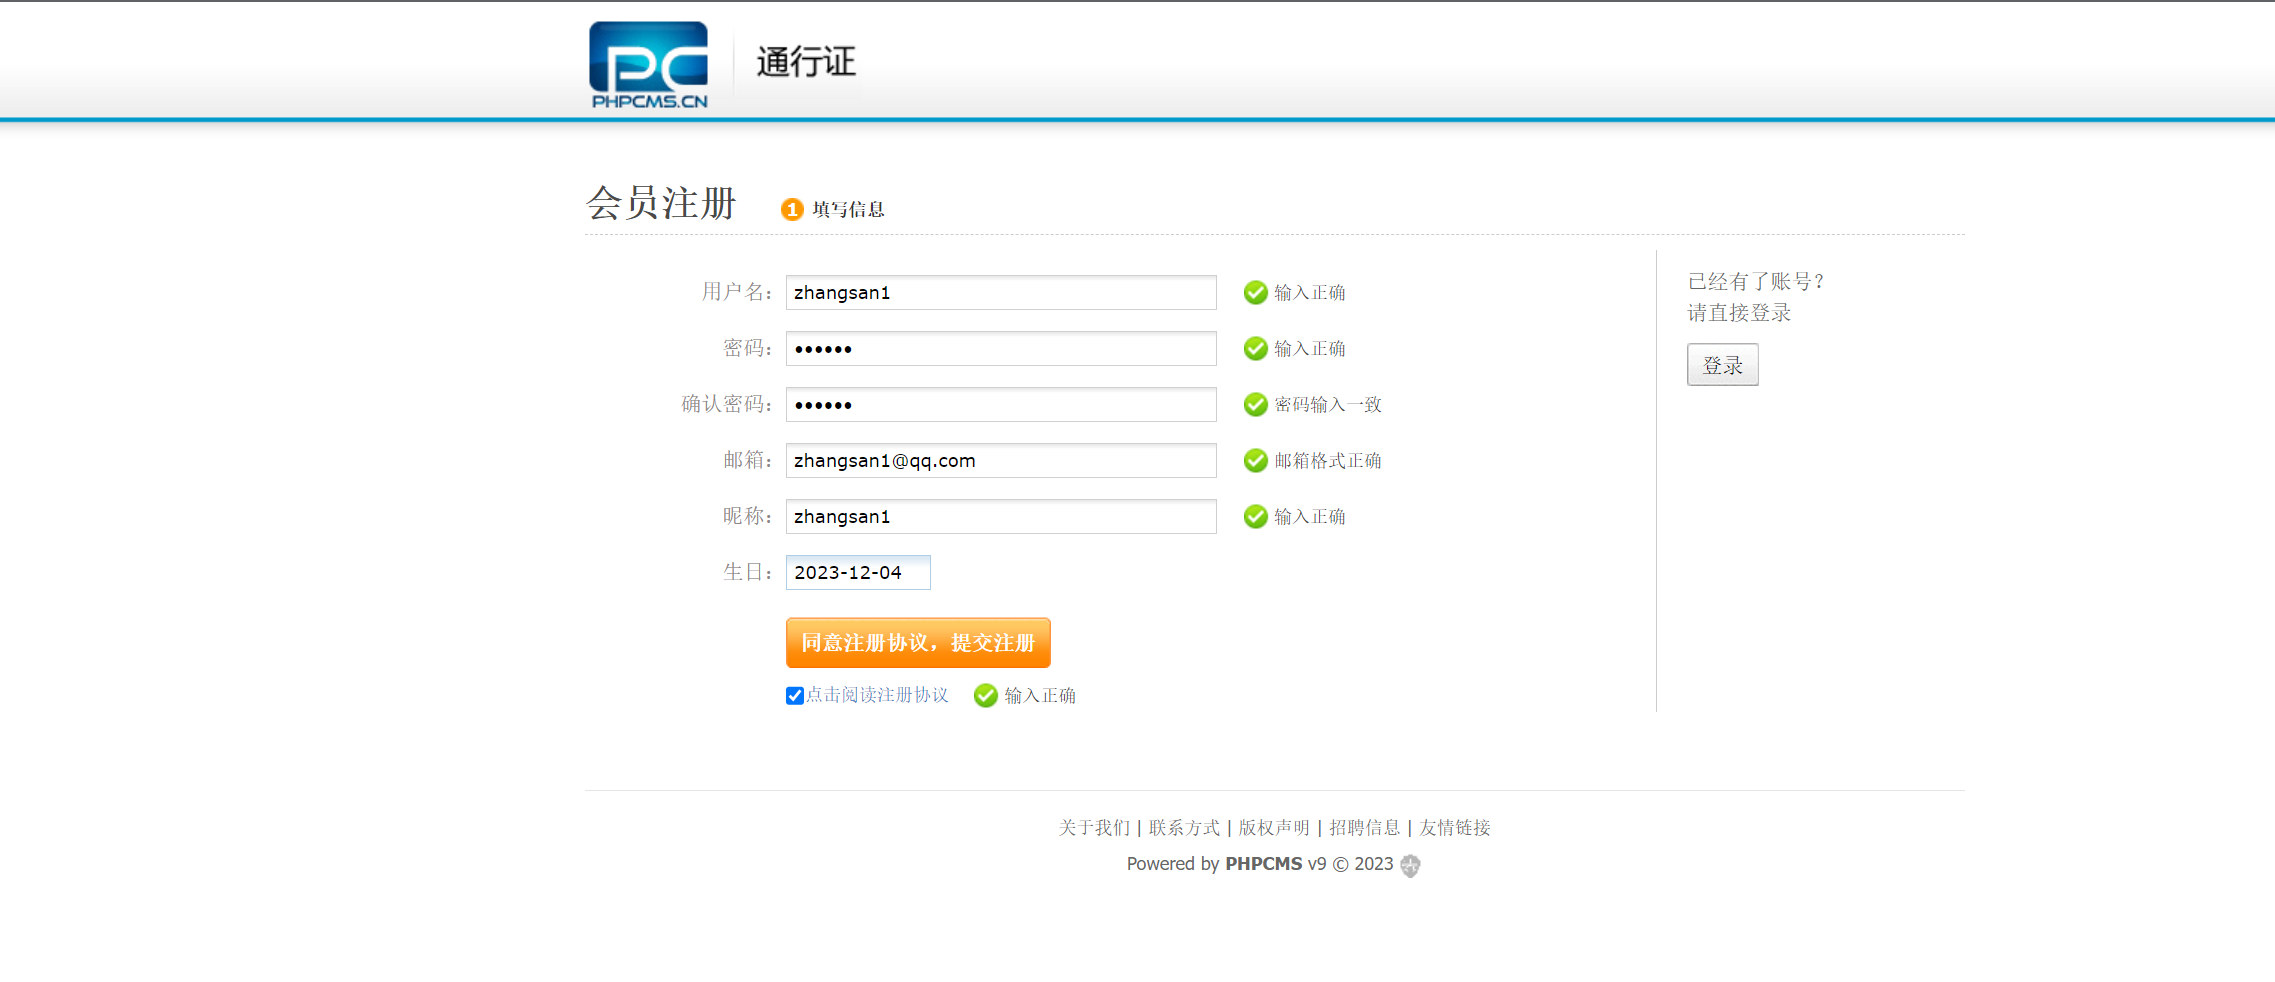 PC
PHPCMS.CN
通行证
会员注册
1 填写信息
用户名： zhangsan1 输入正确
密码： •••••• 输入正确
确认密码： •••••• 密码输入一致
邮箱： zhangsan1@qq.com 邮箱格式正确
昵称： zhangsan1 输入正确
生日： 2023-12-04
同意注册协议，提交注册
点击阅读注册协议 输入正确
已经有了账号？
请直接登录
登录
关于我们 | 联系方式 | 版权声明 | 招聘信息 | 友情链接
Powered by PHPCMS v9 © 2023